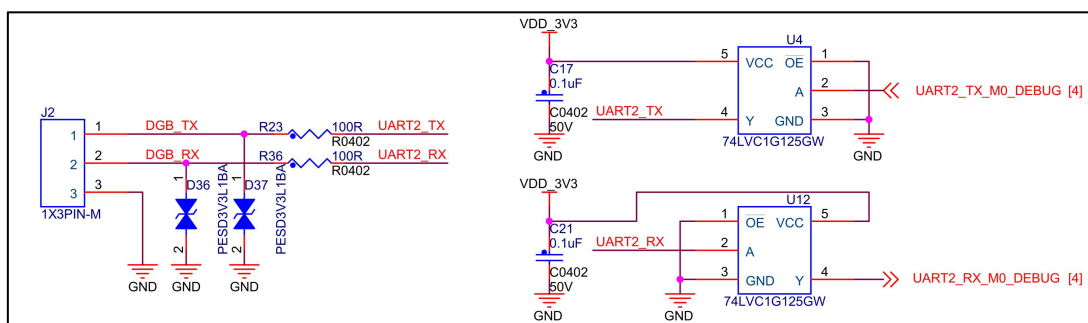 J2
1
2
3
1
2
3
1X3PIN-M
DGB_TX
DGB_RX
R23
100R
R0402
UART2_TX
R36
100R
R0402
UART2_RX
D36
1
2
PESD3V3L1BA
D37
1
2
PESD3V3L1BA
GND
GND
GND
VDD_3V3
C17
0.1uF
C0402
50V
GND
UART2_TX
U4
5
VCC
OE
1
A
2
4
Y
GND
3
74LVC1G125GW
UART2_TX_M0_DEBUG [4]
GND
VDD_3V3
C21
0.1uF
C0402
50V
GND
UART2_RX
U12
1
OE
VCC
5
2
A
3
GND
Y
4
74LVC1G125GW
GND
UART2_RX_M0_DEBUG [4]